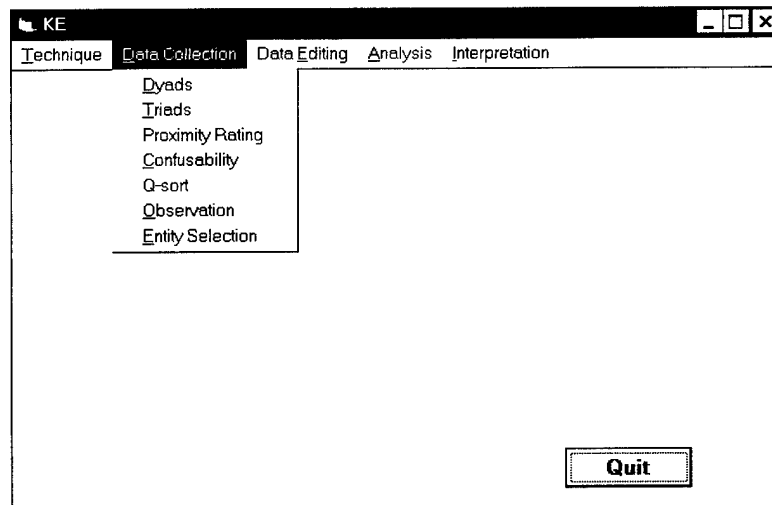 KE
Technique Data Collection Data Editing Analysis Interpretation
Dyads
Triads
Proximity Rating
Confusability
Q-sort
Observation
Entity Selection
Quit